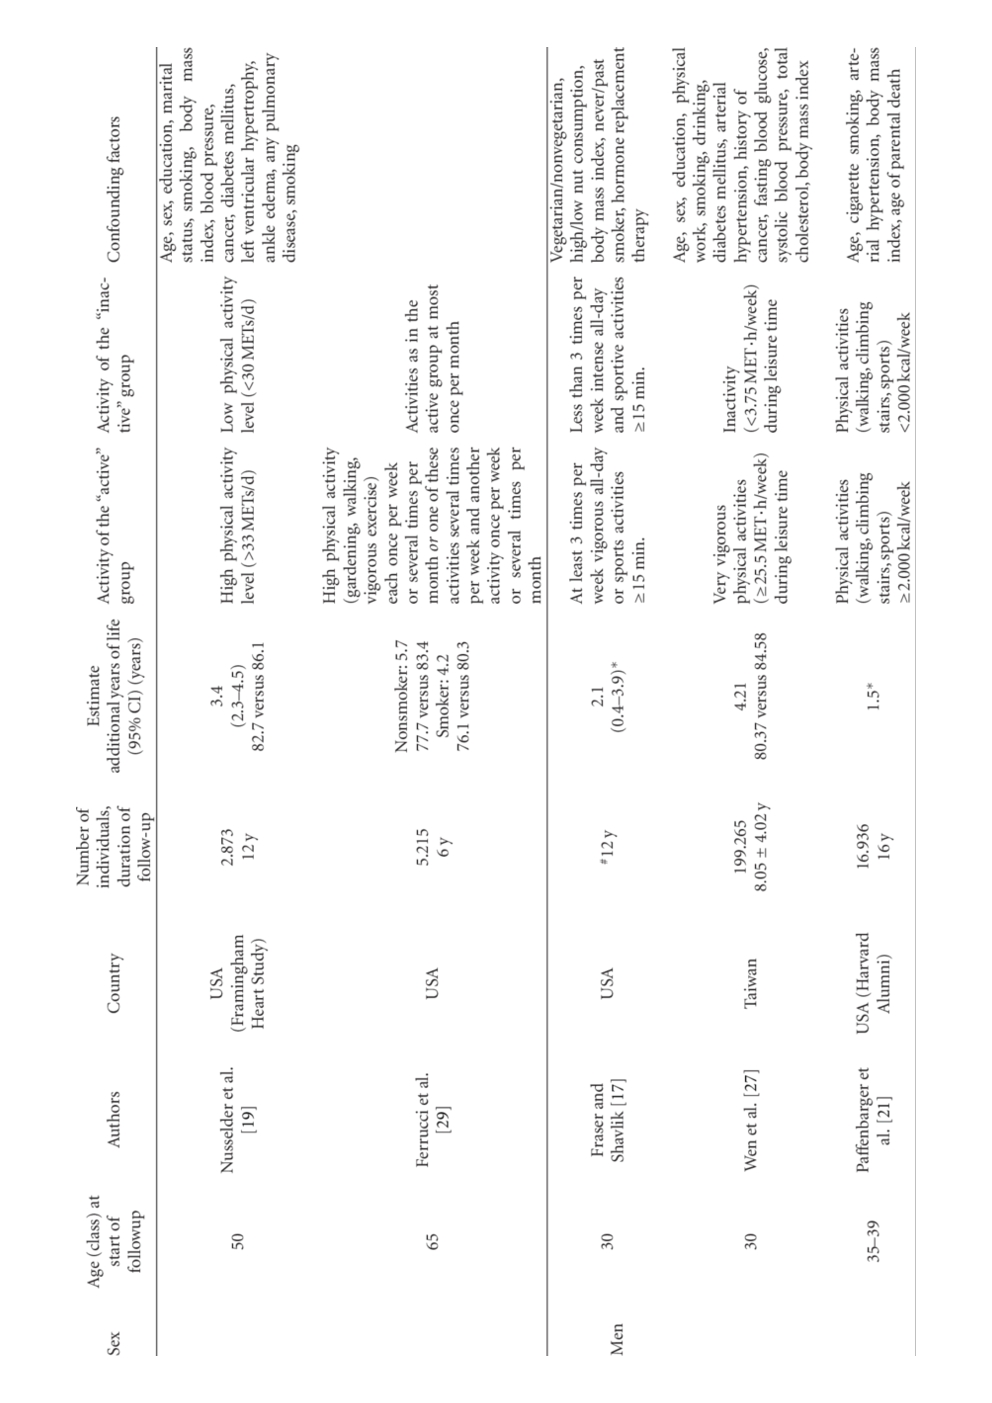 Sex
Age (class) at
start of
followup
Authors
Country
Number of
individuals,
duration of
follow-up
Estimate
additional years of life
(95% CI) (years)
Activity of the “active”
group
Activity of the “inac-
tive” group
Confounding factors
50
Nusselder et al.
[19]
USA
(Framingham
Heart Study)
2.873
12 y
3.4
(2.3–4.5)
82.7 versus 86.1
High physical activity
level (>33 METs/d)
Low physical activity
level (<30 METs/d)
Age, sex, education, marital
status, smoking, body mass
index, blood pressure,
cancer, diabetes mellitus,
left ventricular hypertrophy,
ankle edema, any pulmonary
disease, smoking
65
Ferrucci et al.
[29]
USA
5.215
6 y
Nonsmoker: 5.7
77.7 versus 83.4
Smoker: 4.2
76.1 versus 80.3
High physical activity
(gardening, walking,
vigorous exercise)
each once per week
or several times per
month or one of these
activities several times
per week and another
activity once per week
or several times per
month
Activities as in the
active group at most
once per month
Men
30
Fraser and
Shavlik [17]
USA
#12 y
2.1
(0.4–3.9)*
At least 3 times per
week vigorous all-day
or sports activities
≥15 min.
Less than 3 times per
week intense all-day
and sportive activities
≥15 min.
Vegetarian/nonvegetarian,
high/low nut consumption,
body mass index, never/past
smoker, hormone replacement
therapy
30
Wen et al. [27]
Taiwan
199.265
8.05 ± 4.02 y
4.21
80.37 versus 84.58
Very vigorous
physical activities
(≥25.5 MET·h/week)
during leisure time
Inactivity
(<3.75 MET·h/week)
during leisure time
Age, sex, education, physical
work, smoking, drinking,
diabetes mellitus, arterial
hypertension, history of
cancer, fasting blood glucose,
systolic blood pressure, total
cholesterol, body mass index
35–39
Paffenbarger et
al. [21]
USA (Harvard
Alumni)
16.936
16 y
1.5*
Physical activities
(walking, climbing
stairs, sports)
≥2.000 kcal/week
Physical activities
(walking, climbing
stairs, sports)
<2.000 kcal/week
Age, cigarette smoking, arte-
rial hypertension, body mass
index, age of parental death